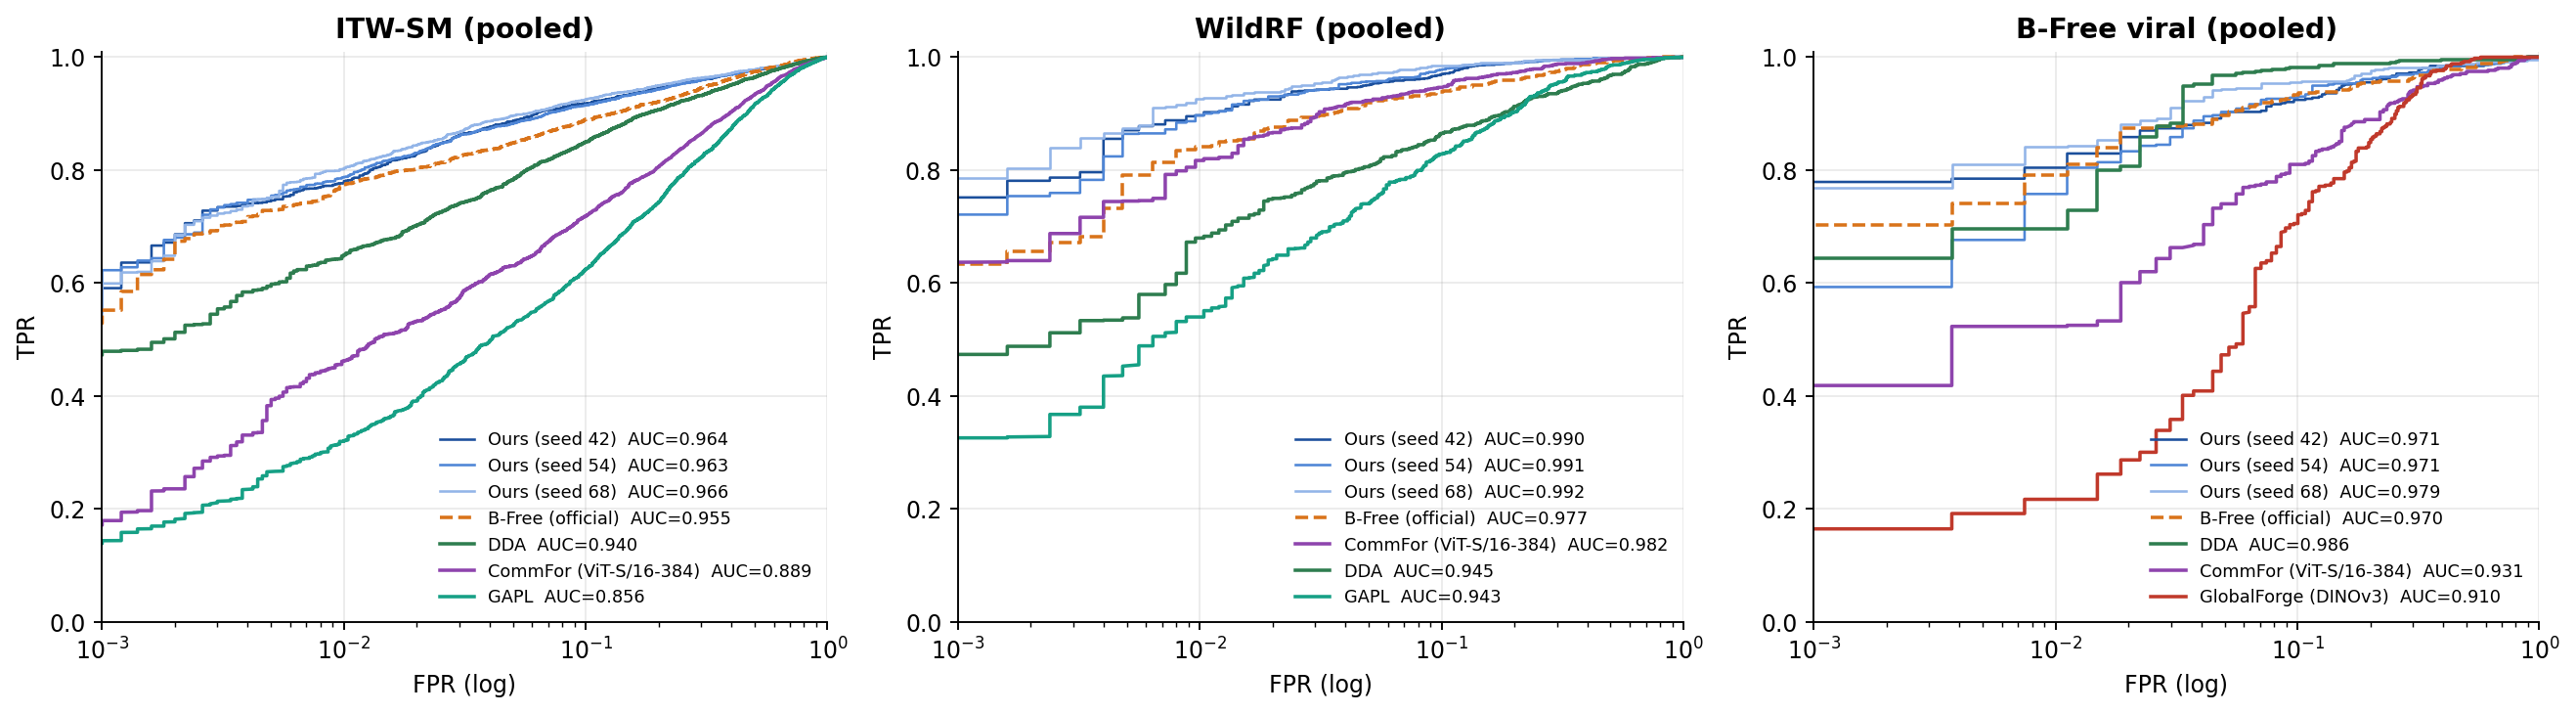 ITW-SM (pooled)
1.0
0.8
0.6
0.4
0.2
0.0
TPR
Ours (seed 42) AUC=0.964
Ours (seed 54) AUC=0.963
Ours (seed 68) AUC=0.966
B-Free (official) AUC=0.955
DDA AUC=0.940
CommFor (ViT-S/16-384) AUC=0.889
GAPL AUC=0.856
10⁻³ 10⁻² 10⁻¹ 10⁰
FPR (log)
WildRF (pooled)
1.0
0.8
0.6
0.4
0.2
0.0
TPR
Ours (seed 42) AUC=0.990
Ours (seed 54) AUC=0.991
Ours (seed 68) AUC=0.992
B-Free (official) AUC=0.977
CommFor (ViT-S/16-384) AUC=0.982
DDA AUC=0.945
GAPL AUC=0.943
10⁻³ 10⁻² 10⁻¹ 10⁰
FPR (log)
B-Free viral (pooled)
1.0
0.8
0.6
0.4
0.2
0.0
TPR
Ours (seed 42) AUC=0.971
Ours (seed 54) AUC=0.971
Ours (seed 68) AUC=0.979
B-Free (official) AUC=0.970
DDA AUC=0.986
CommFor (ViT-S/16-384) AUC=0.931
GlobalForge (DINOv3) AUC=0.910
10⁻³ 10⁻² 10⁻¹ 10⁰
FPR (log)